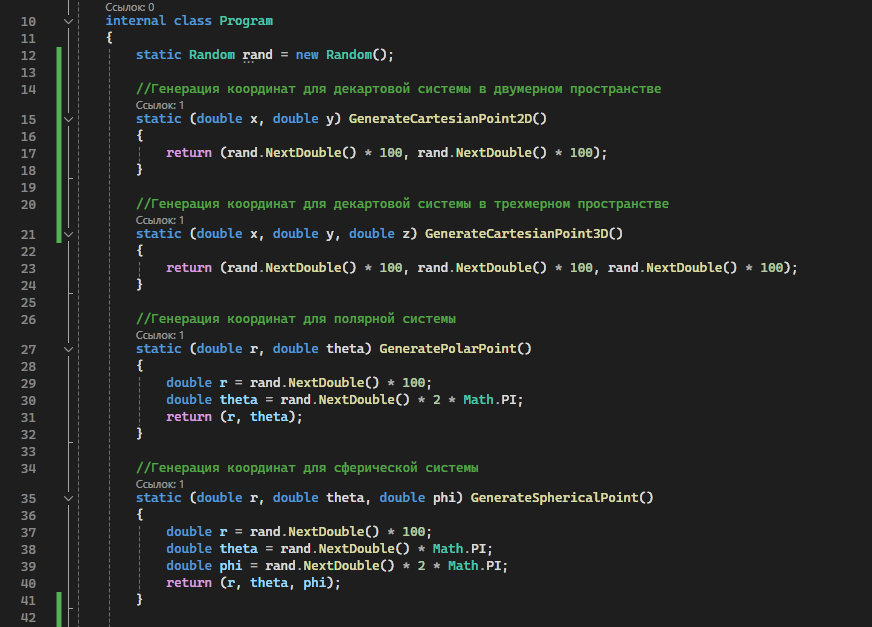 Ссылок: 0
10 internal class Program
11 {
12 static Random rand = new Random();
13
14 //Генерация координат для декартовой системы в двумерном пространстве
Ссылок: 1
15 static (double x, double y) GenerateCartesianPoint2D()
16 {
17 return (rand.NextDouble() * 100, rand.NextDouble() * 100);
18 }
19
20 //Генерация координат для декартовой системы в трехмерном пространстве
Ссылок: 1
21 static (double x, double y, double z) GenerateCartesianPoint3D()
22 {
23 return (rand.NextDouble() * 100, rand.NextDouble() * 100, rand.NextDouble() * 100);
24 }
25
26 //Генерация координат для полярной системы
Ссылок: 1
27 static (double r, double theta) GeneratePolarPoint()
28 {
29 double r = rand.NextDouble() * 100;
30 double theta = rand.NextDouble() * 2 * Math.PI;
31 return (r, theta);
32 }
33
34 //Генерация координат для сферической системы
Ссылок: 1
35 static (double r, double theta, double phi) GenerateSphericalPoint()
36 {
37 double r = rand.NextDouble() * 100;
38 double theta = rand.NextDouble() * Math.PI;
39 double phi = rand.NextDouble() * 2 * Math.PI;
40 return (r, theta, phi);
41 }
42